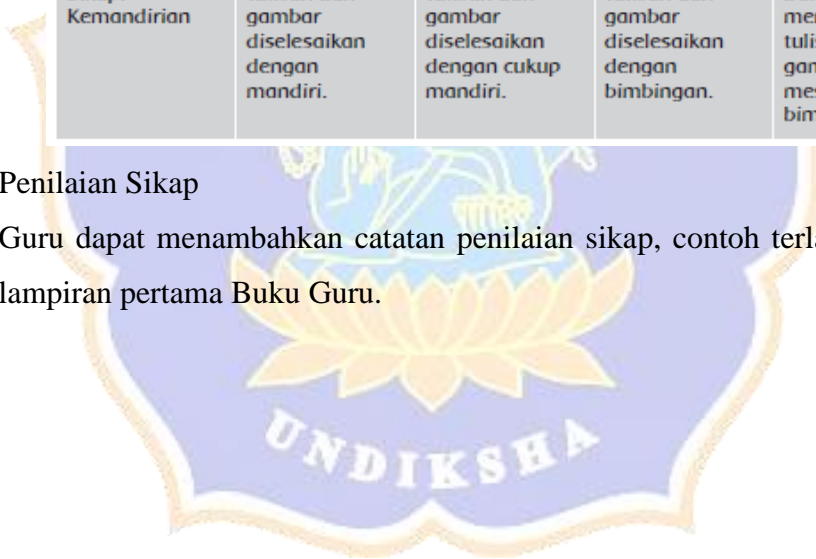 Kemandirian
gambar
diselesaikan
dengan
mandiri.
gambar
diselesaikan
dengan cukup
mandiri.
gambar
diselesaikan
dengan
bimbingan.
Penilaian Sikap
Guru dapat menambahkan catatan penilaian sikap, contoh
lampiran pertama Buku Guru.
UNDIKSHA